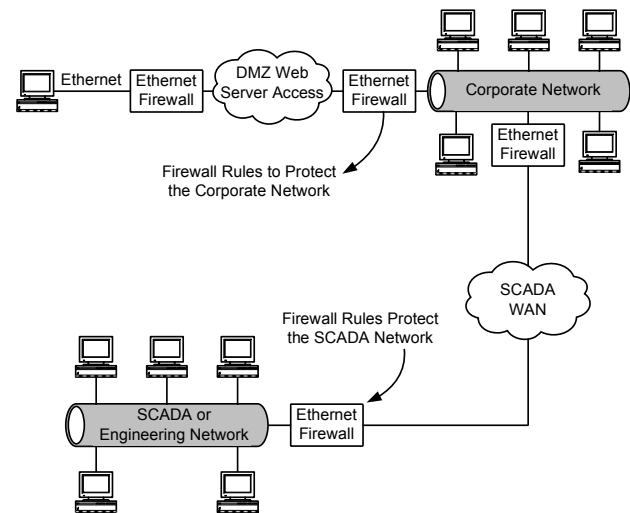 Ethernet
Ethernet
Firewall
DMZ Web
Server Access
Ethernet
Firewall
Corporate Network
Ethernet
Firewall
Firewall Rules to Protect
the Corporate Network
SCADA
WAN
Firewall Rules Protect
the SCADA Network
SCADA or
Engineering Network
Ethernet
Firewall